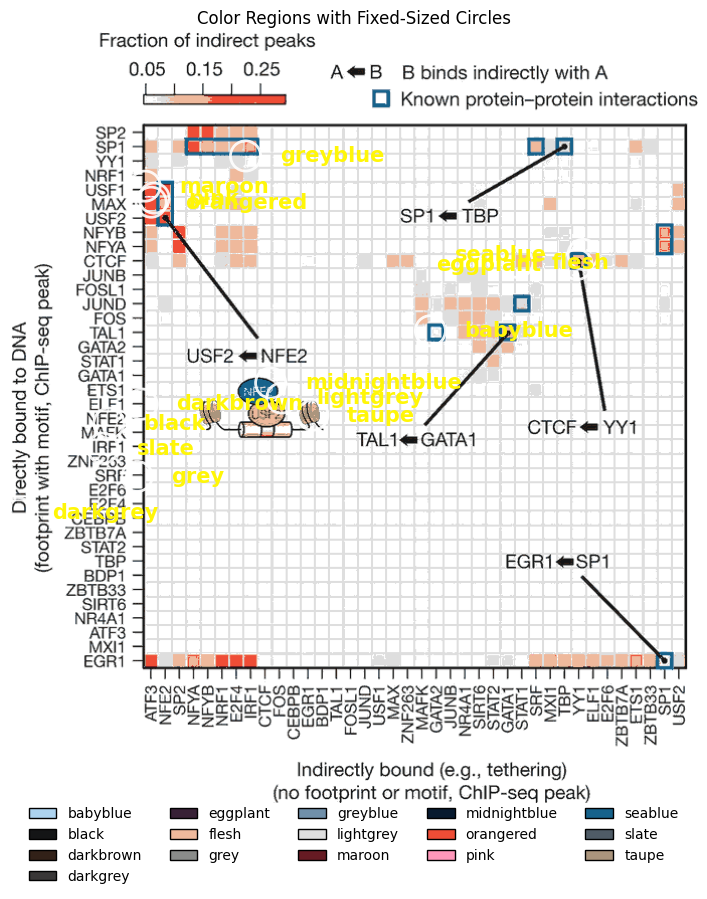 Color Regions with Fixed-Sized Circles
Fraction of indirect peaks
0.05 0.15 0.25
A B B binds indirectly with A
Known protein–protein interactions
SP2
SP1
YY1
NRF1
USF1
MAX
USF2
NFYB
NFYA
CTCF
JUNB
FOSL1
JUND
FOS
TAL1
GATA2
STAT1
GATA1
ETS1
ELF1
NFE2
MAFK
IRF1
ZNF263
SRF
E2F6
E2F4
CEBPB
ZBTB7A
STAT2
TBP
BDP1
ZBTB33
SIRT6
NR4A1
ATF3
MXI1
EGR1
greyblue
maroon
orangered
SP1 TBP
seablue
eggplant flesh
babyblue
USF2 NFE2
midnightblue
lightgrey
darkbrown
taupe
black
slate
grey
darkgrey
NFE2
USF2
TAL1 GATA1
CTCF YY1
EGR1 SP1
Directly bound to DNA
(footprint with motif, ChIP-seq peak)
ATF3 NFE2 SP2 NFYA NFYB NRF1 E2F4 IRF1 CTCF FOS CEBPB EGR1 BDP1 TAL1 FOSL1 JUND USF1 MAX ZNF263 MAFK GATA2 JUNB NR4A1 SIRT6 STAT2 GATA1 STAT1 SRF MXI1 TBP YY1 ELF1 E2F6 ZBTB7A ETS1 ZBTB33 SP1 USF2
Indirectly bound (e.g., tethering)
(no footprint or motif, ChIP-seq peak)
babyblue eggplant greyblue midnightblue seablue
black flesh lightgrey orangered slate
darkbrown grey maroon pink taupe
darkgrey